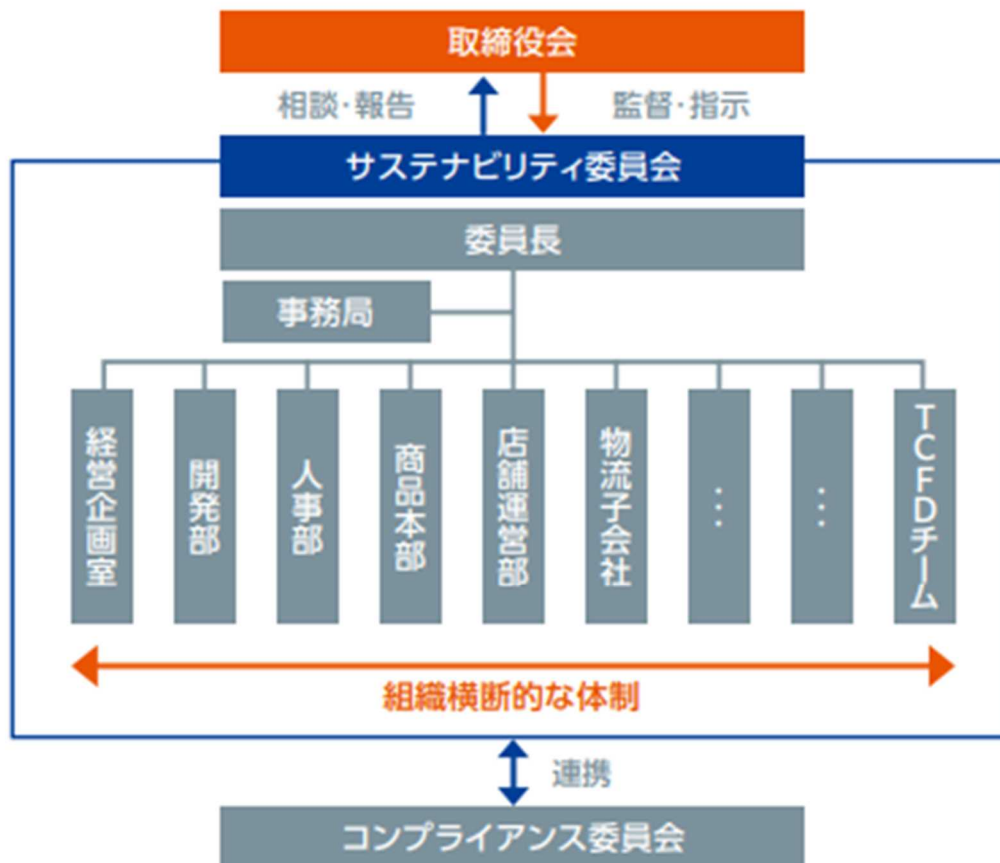 取締役会
相談・報告
監督・指示
サステナビリティ委員会
委員長
事務局
経営企画室
開発部
人事部
商品本部
店舗運営部
物流子会社
…
…
TCFDチーム
組織横断的な体制
連携
コンプライアンス委員会